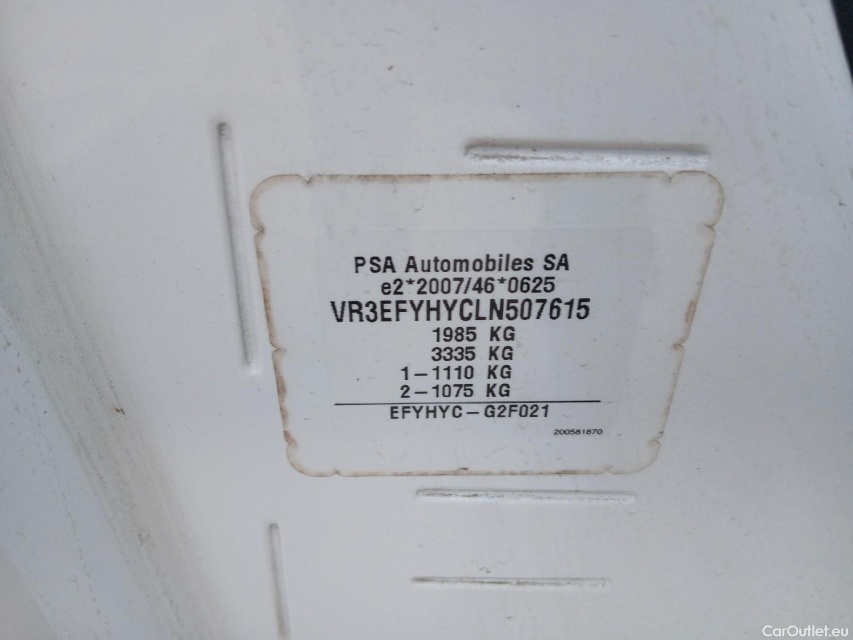 PSA Automobiles SA
e2*2007/46*0625
VR3EFYHYCLN507615
1985 KG
3335 KG
1-1110 KG
2-1075 KG
EFYHYC-G2F021
200581870
CarOutlet.eu